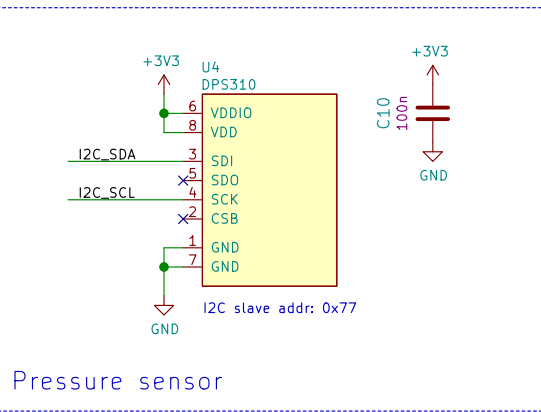 +3V3
U4
DPS310
6 VDDIO
8 VDD
I2C_SDA 3 SDI
5 SDO
I2C_SCL 4 SCK
2 CSB
1 GND
7 GND
GND
I2C slave addr: 0x77
+3V3
C10
100n
GND
Pressure sensor